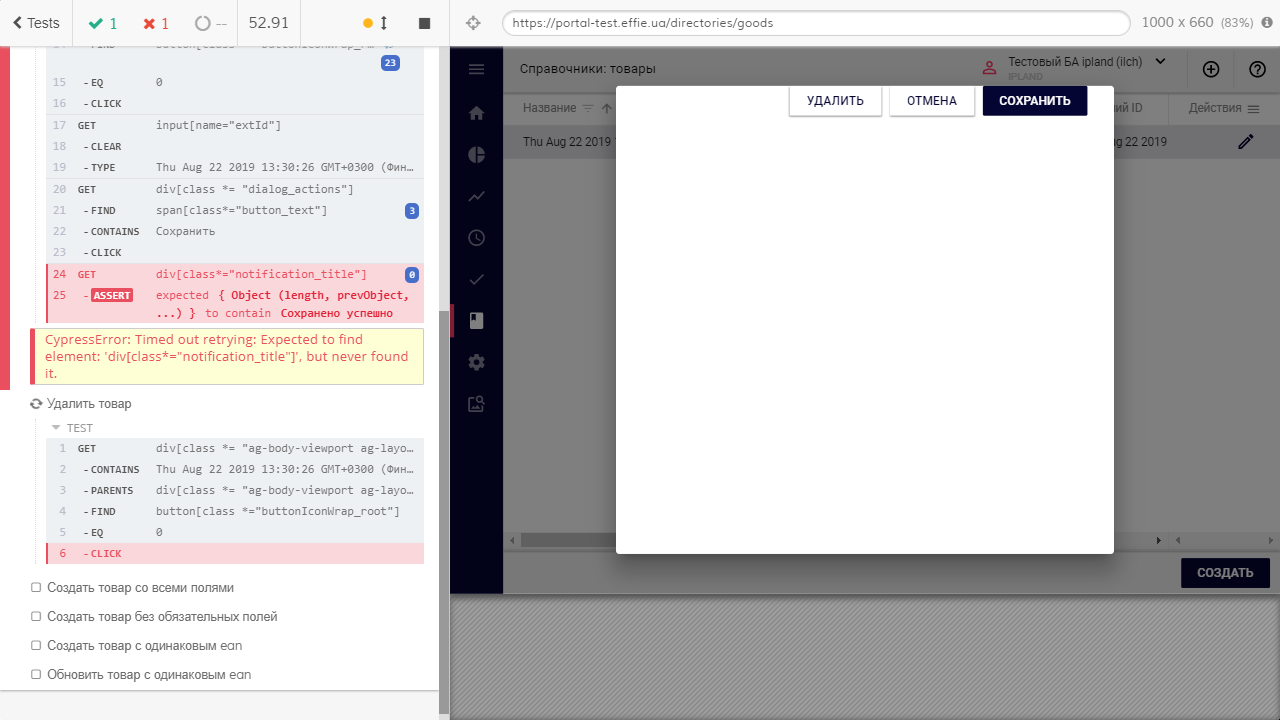 Tests
1
1
--
52.91
https://portal-test.effie.ua/directories/goods
1000 x 660 (83%)
- FIND
23
15 - EQ 0
16 - CLICK
17 GET input[name="extId"]
18 - CLEAR
19 - TYPE Thu Aug 22 2019 13:30:26 GMT+0300 (Фин…
20 GET div[class *= "dialog_actions"]
21 - FIND span[class*="button_text"] 3
22 - CONTAINS Сохранить
23 - CLICK
24 GET div[class*="notification_title"] 0
25 - ASSERT expected { Object (length, prevObject,
...) } to contain Сохранено успешно
CypressError: Timed out retrying: Expected to find
element: 'div[class*="notification_title"]', but never found
it.
Удалить товар
TEST
1 GET div[class *= "ag-body-viewport ag-layo…
2 - CONTAINS Thu Aug 22 2019 13:30:26 GMT+0300 (Фин…
3 - PARENTS div[class *= "ag-body-viewport ag-layo…
4 - FIND button[class *="buttonIconWrap_root"]
5 - EQ 0
6 - CLICK
Создать товар со всеми полями
Создать товар без обязательных полей
Создать товар с одинаковым ean
Обновить товар с одинаковым ean
Справочники: товары
Тестовый БА ipland (ilch)
IPLAND
Название
ий ID
Действия
Thu Aug 22 2019
ug 22 2019
УДАЛИТЬ
ОТМЕНА
СОХРАНИТЬ
СОЗДАТЬ